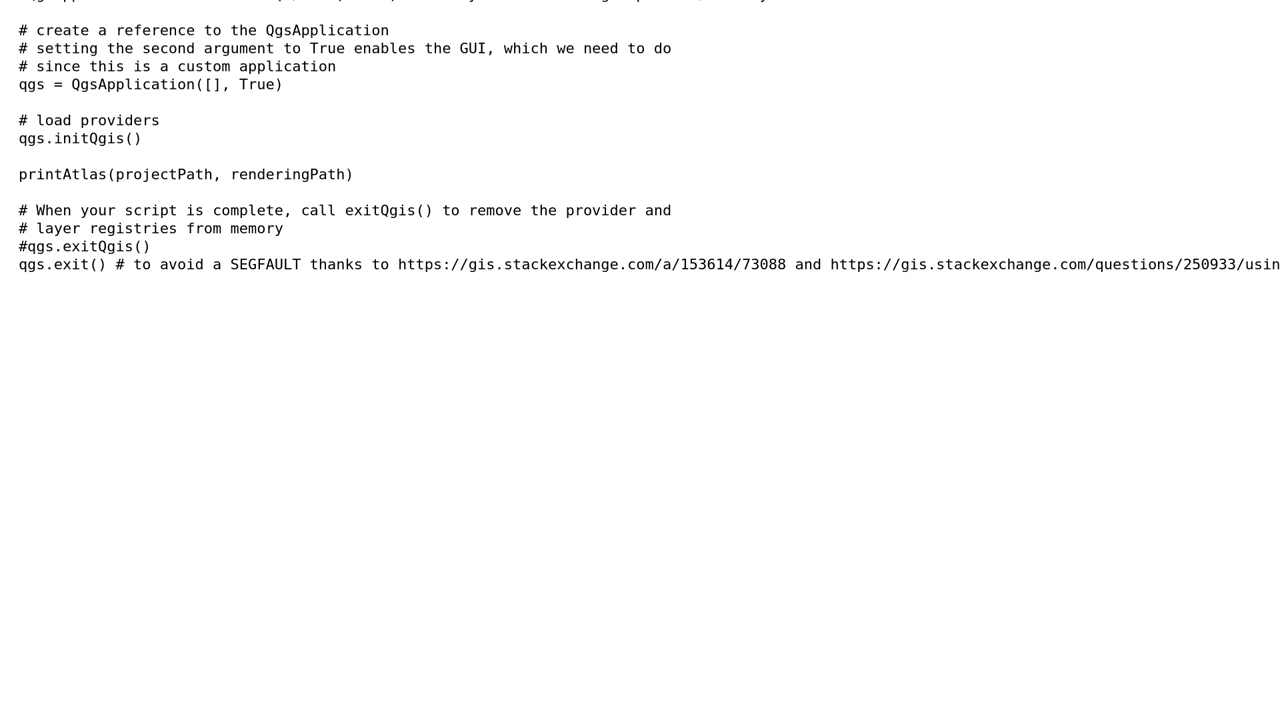 # create a reference to the QgsApplication
# setting the second argument to True enables the GUI, which we need to do
# since this is a custom application
qgs = QgsApplication([], True)
# load providers
qgs.initQgis()
printAtlas(projectPath, renderingPath)
# When your script is complete, call exitQgis() to remove the provider and
# layer registries from memory
#qgs.exitQgis()
qgs.exit() # to avoid a SEGFAULT thanks to https://gis.stackexchange.com/a/153614/73088 and https://gis.stackexchange.com/questions/250933/usin